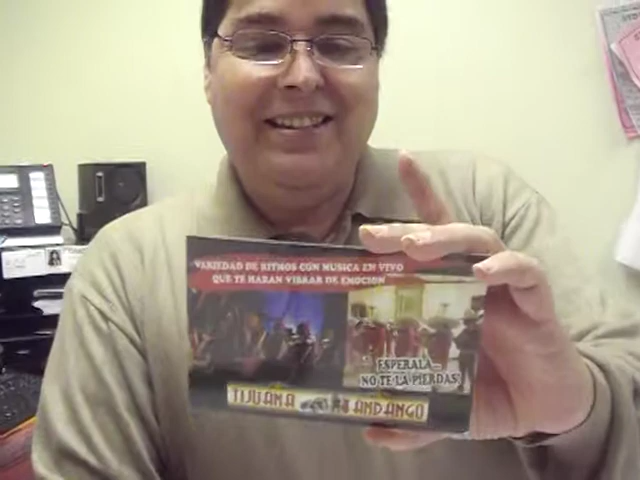 VARIEDAD DE RITMOS CON MUSICA EN VIVO
QUE TE HARAN VIBRAR DE EMOCION
ESPERALA...
NO TE LA PIERDAS!
TIJUANA FANDANGO